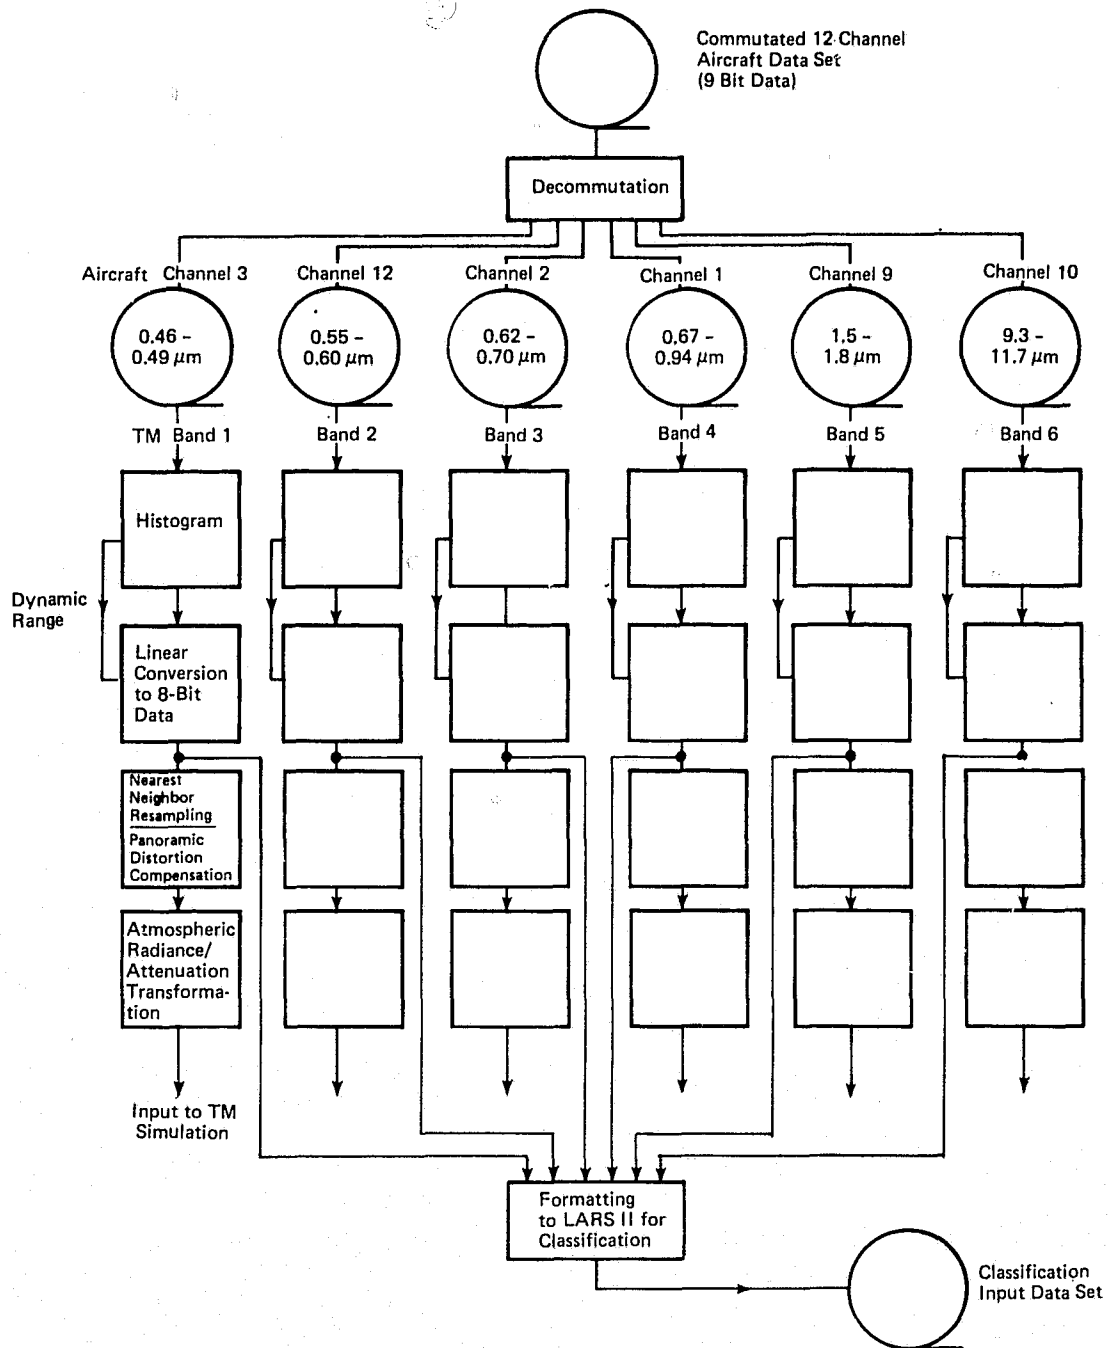 Commutated 12 Channel
Aircraft Data Set
(9 Bit Data)
Decommutation
Aircraft Channel 3
Channel 12
Channel 2
Channel 1
Channel 9
Channel 10
0.46 –
0.49 μm
0.55 –
0.60 μm
0.62 –
0.70 μm
0.67 –
0.94 μm
1.5 –
1.8 μm
9.3 –
11.7 μm
TM Band 1
Band 2
Band 3
Band 4
Band 5
Band 6
Histogram
Dynamic
Range
Linear
Conversion
to 8-Bit
Data
Nearest
Neighbor
Resampling
Panoramic
Distortion
Compensation
Atmospheric
Radiance/
Attenuation
Transforma-
tion
Input to TM
Simulation
Formatting
to LARS II for
Classification
Classification
Input Data Set